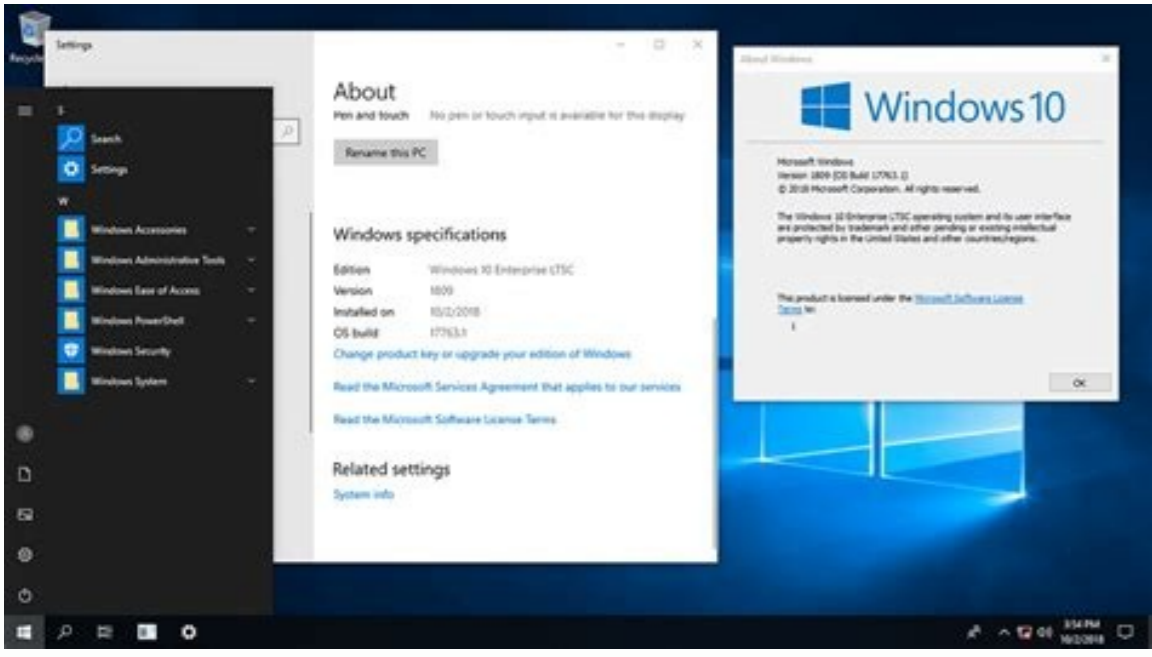 Recycle
Settings
S
Search
Settings
W
Windows Accessories
Windows Administrative Tools
Windows Ease of Access
Windows PowerShell
Windows Security
Windows System
About
Pen and touch No pen or touch input is available for this display
Rename this PC
Windows specifications
Edition Windows 10 Enterprise LTSC
Version 1809
Installed on 10/2/2018
OS build 17763.1
Change product key or upgrade your edition of Windows
Read the Microsoft Services Agreement that applies to our services
Read the Microsoft Software License Terms
Related settings
System info
About Windows
Windows 10
Microsoft Windows
Version 1809 (OS Build 17763.1)
© 2018 Microsoft Corporation. All rights reserved.
The Windows 10 Enterprise LTSC operating system and its user interface
are protected by trademark and other pending or existing intellectual
property rights in the United States and other countries/regions.
This product is licensed under the Microsoft Software License
Terms to:
OK
3:54 PM
10/2/2018